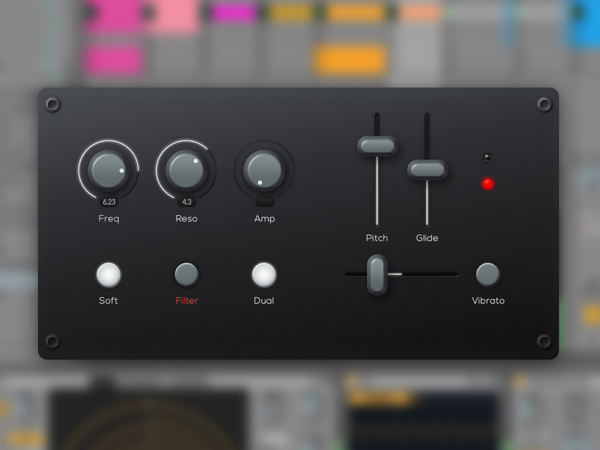 6.23
4.3
Freq
Reso
Amp
Pitch
Glide
Soft
Filter
Dual
Vibrato